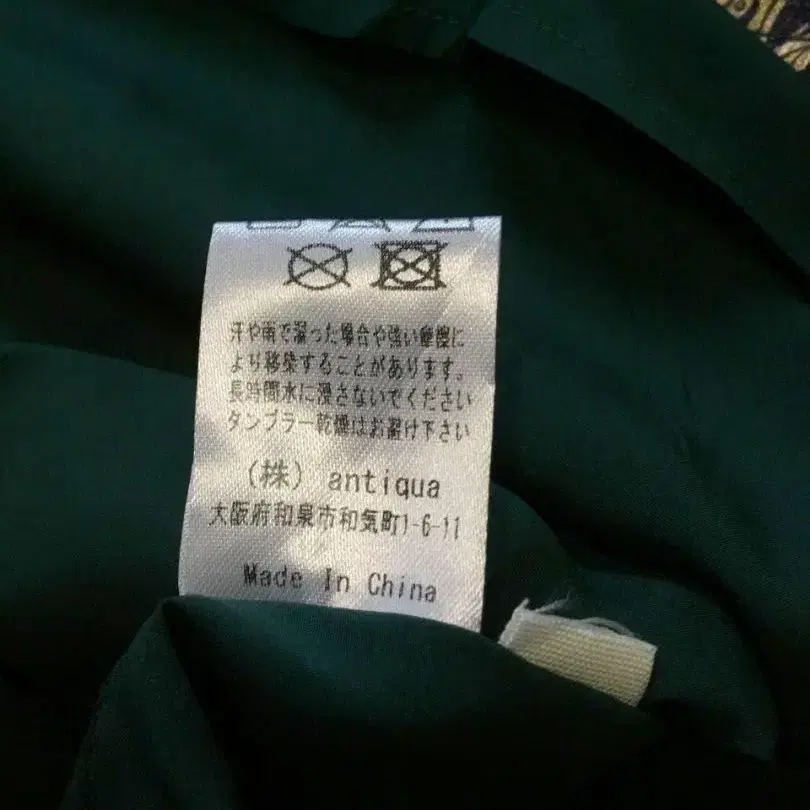 汗や雨で湿った場合や強い摩擦に
より移染することがあります。
長時間水に浸さないでください
タンブラー乾燥はお避け下さい
(株) antiqua
大阪府和泉市和気町1-6-11
Made In China